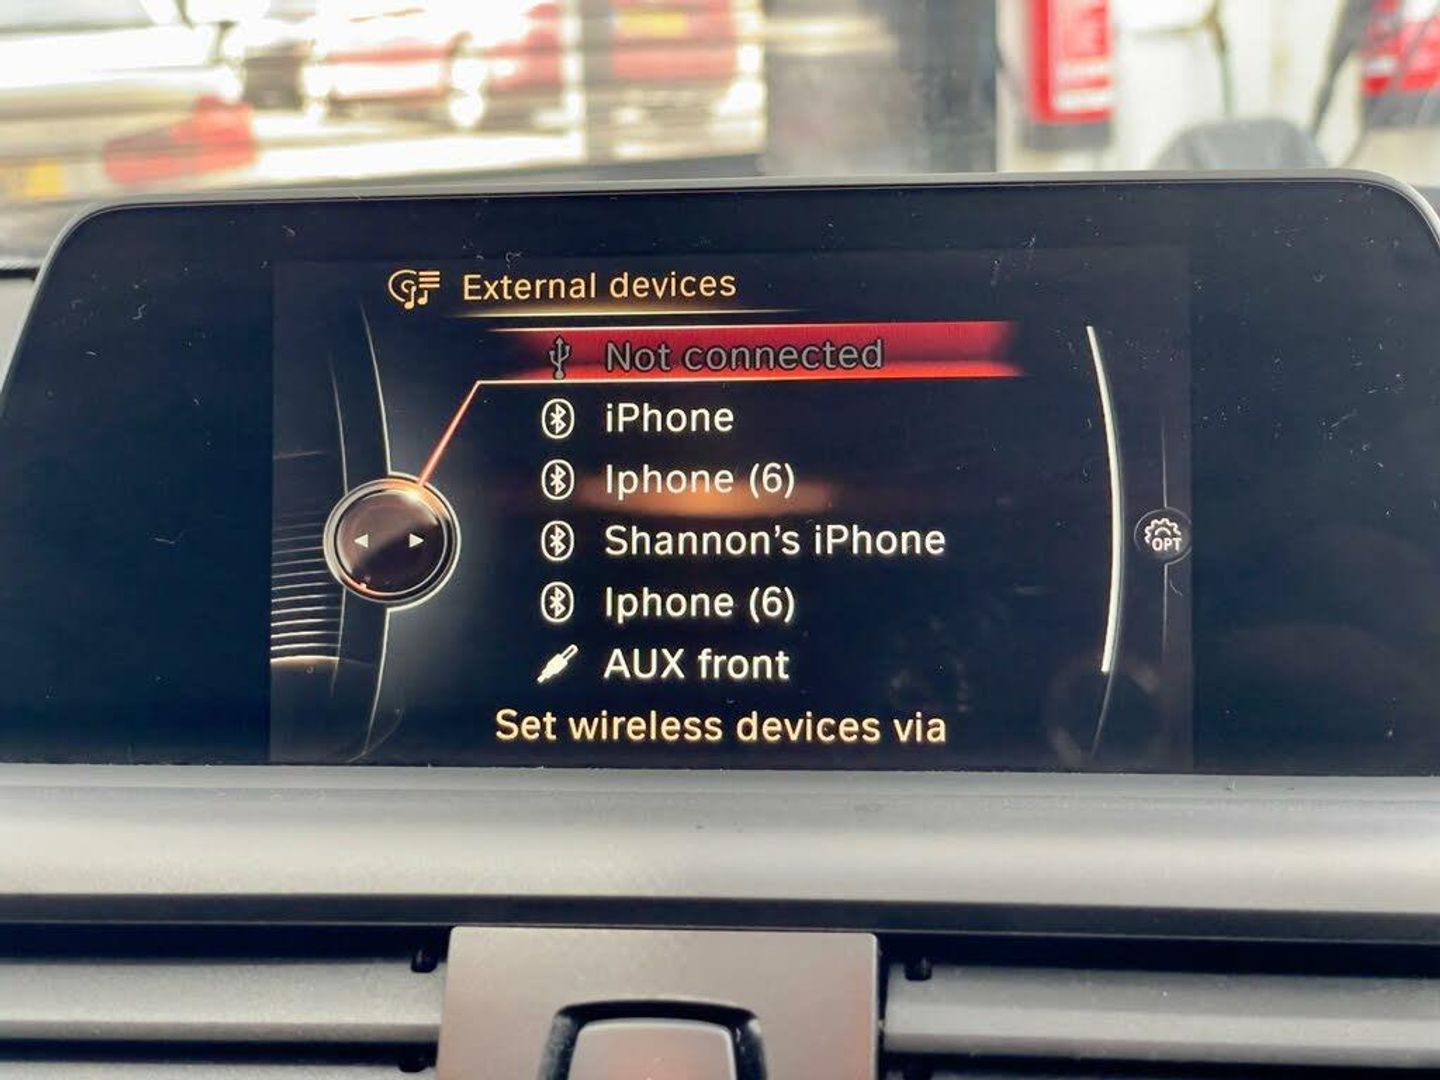 External devices
Not connected
iPhone
Iphone (6)
Shannon's iPhone
OPT
Iphone (6)
AUX front
Set wireless devices via